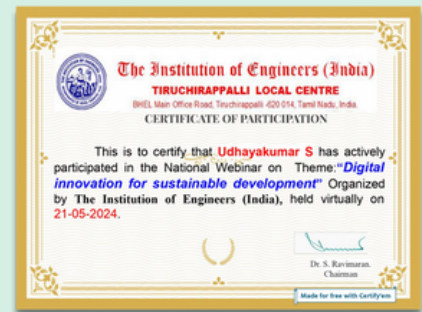 The Institution of Engineers (India)
TIRUCHIRAPPALLI LOCAL CENTRE
BHEL Main Office Road, Tiruchirappalli -620 014, Tamil Nadu, India.
CERTIFICATE OF PARTICIPATION
This is to certify that Udhayakumar S has actively
participated in the National Webinar on Theme:"Digital
innovation for sustainable development" Organized
by The Institution of Engineers (India), held virtually on
21-05-2024.
Dr. S. Ravimaran.
Chairman
Made for free with Certify'em